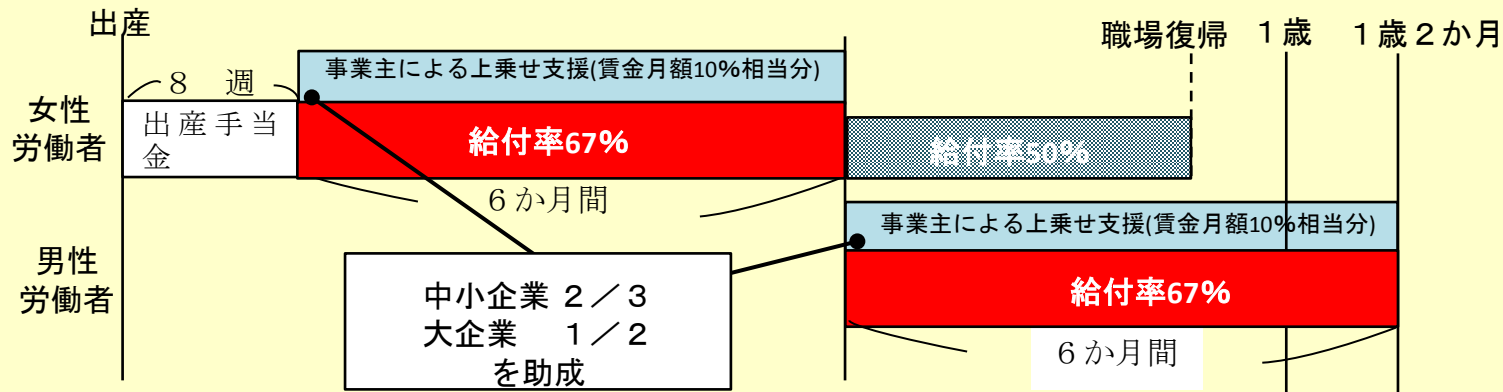 出産
職場復帰
１歳
１歳２か月
８　週
事業主による上乗せ支援(賃金月額10%相当分)
女性
労働者
出産手当
金
給付率67%
給付率50%
６か月間
事業主による上乗せ支援(賃金月額10%相当分)
男性
労働者
中小企業 ２／３
大企業　 １／２
を助成
給付率67%
６か月間